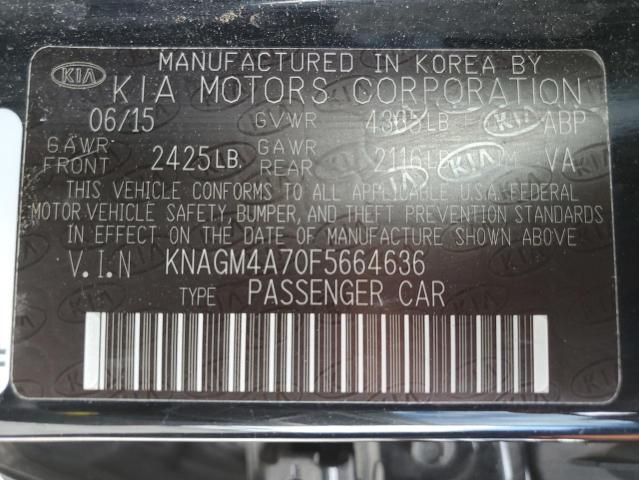 MANUFACTURED IN KOREA BY
KIA KIA MOTORS CORPORATION
06/15 GVWR 4305LB ABP
GAWR FRONT 2425LB GAWR REAR 2116LB VA
THIS VEHICLE CONFORMS TO ALL APPLICABLE U.S.A. FEDERAL
MOTOR VEHICLE SAFETY, BUMPER, AND THEFT PREVENTION STANDARDS
IN EFFECT ON THE DATE OF MANUFACTURE SHOWN ABOVE
V.I.N KNAGM4A70F5664636
TYPE PASSENGER CAR